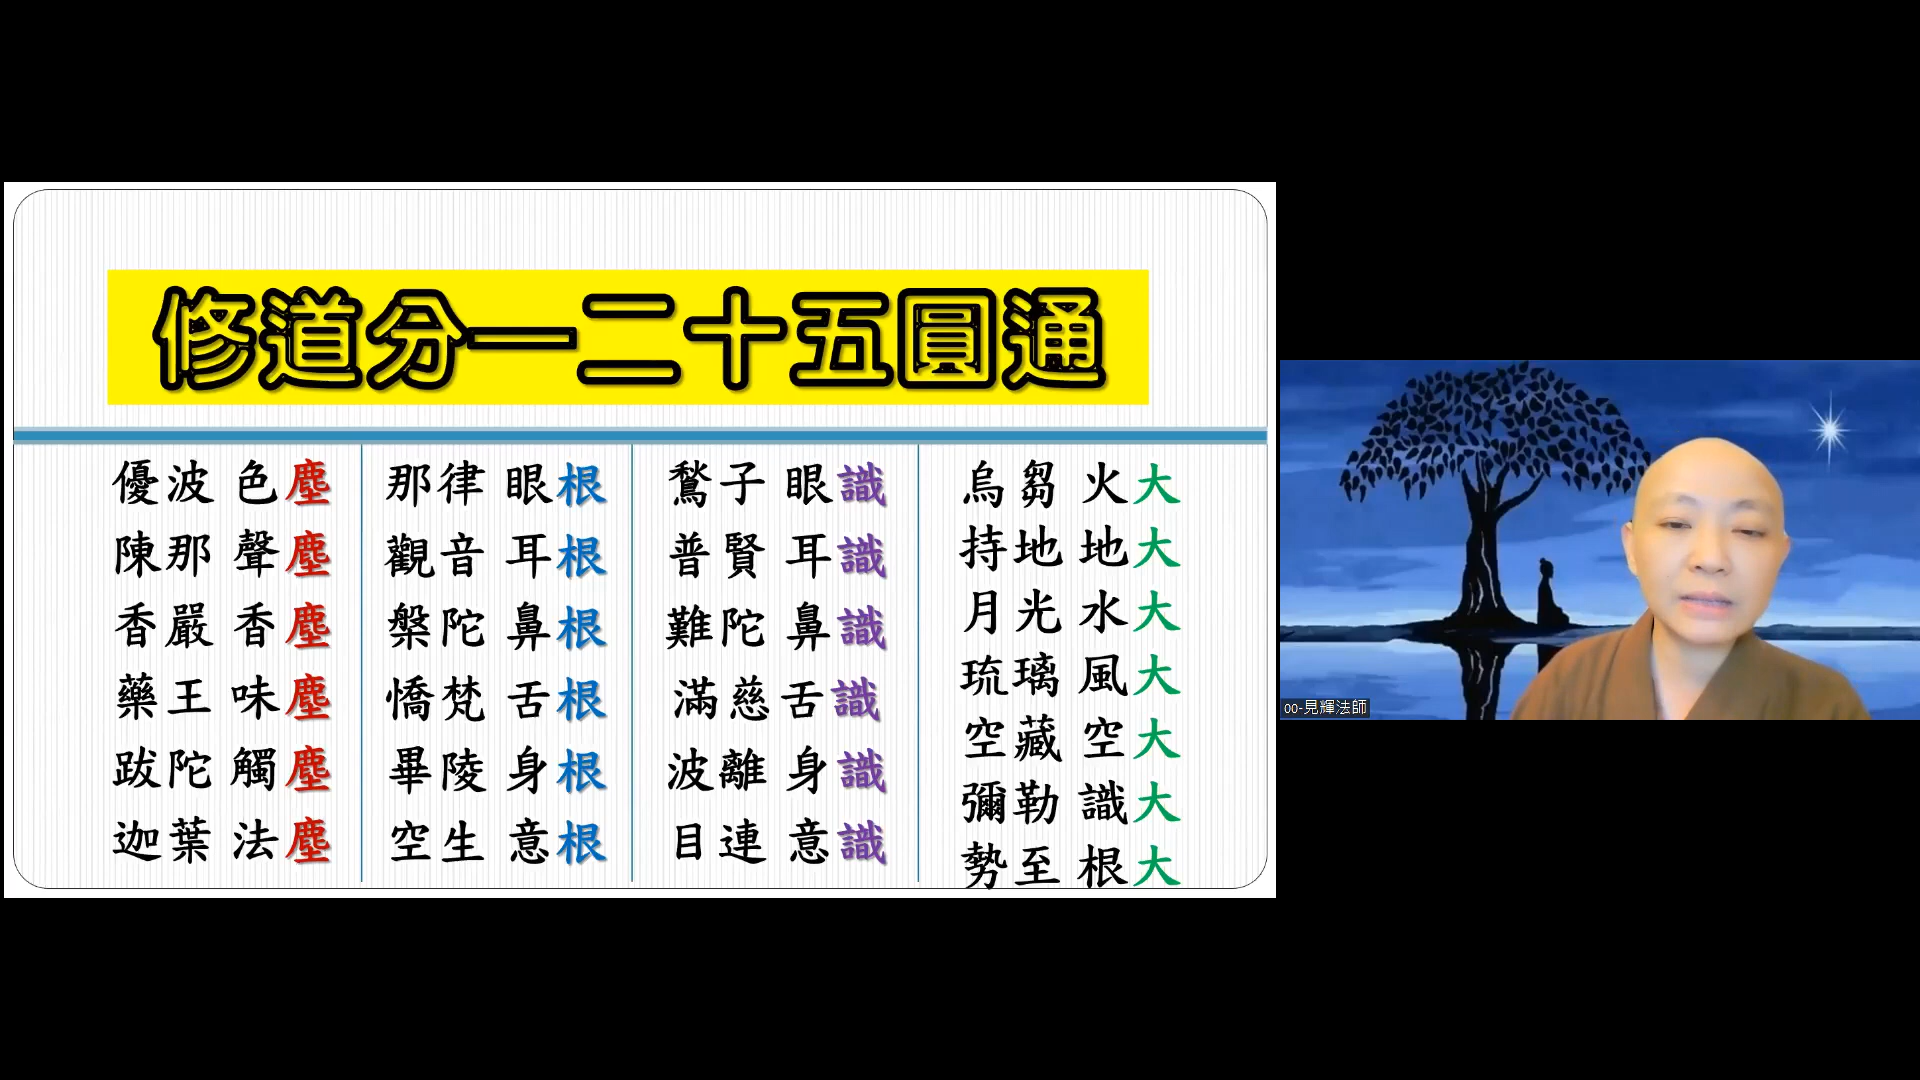 修道分一二十五圓通
優波 色塵
陳那 聲塵
香嚴 香塵
藥王 味塵
跋陀 觸塵
迦葉 法塵
那律 眼根
觀音 耳根
槃陀 鼻根
憍梵 舌根
畢陵 身根
空生 意根
鶖子 眼識
普賢 耳識
難陀 鼻識
滿慈 舌識
波離 身識
目連 意識
烏芻 火大
持地 地大
月光 水大
琉璃 風大
空藏 空大
彌勒 識大
勢至 根大
00-見輝法師